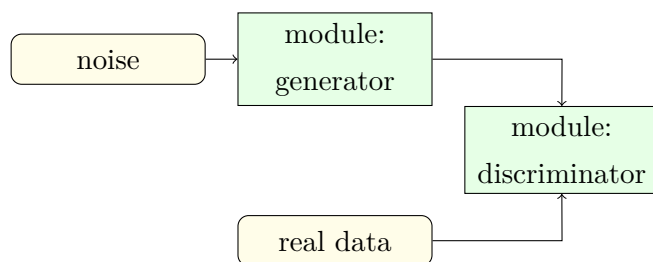 noise
module:
generator
module:
discriminator
real data